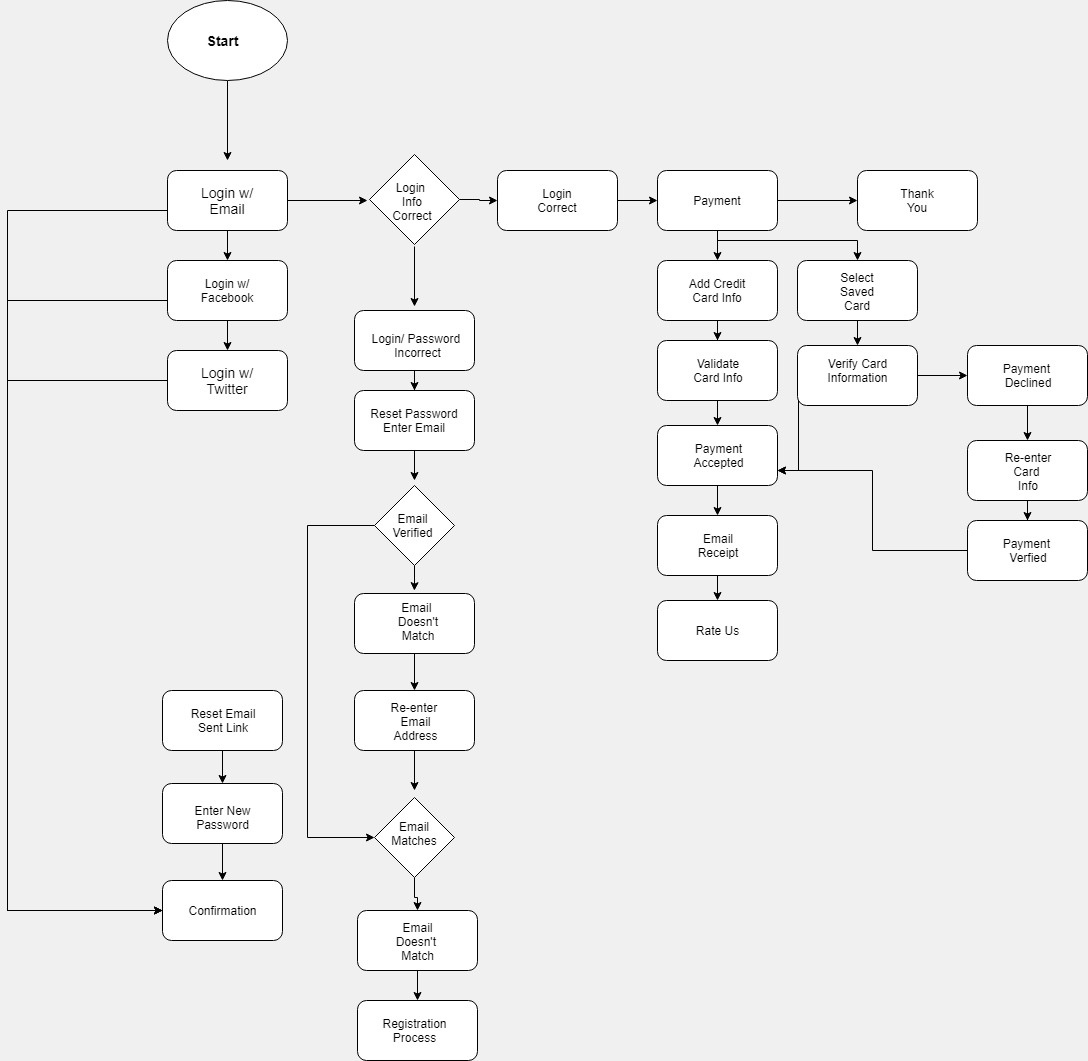 Start
Login w/
Email
Login
Info
Correct
Login
Correct
Payment
Thank
You
Login w/
Facebook
Add Credit
Card Info
Select
Saved
Card
Login/ Password
Incorrect
Validate
Card Info
Verify Card
Information
Payment
Declined
Login w/
Twitter
Reset Password
Enter Email
Payment
Accepted
Re-enter
Card
Info
Email
Verified
Email
Receipt
Payment
Verfied
Email
Doesn't
Match
Rate Us
Reset Email
Sent Link
Re-enter
Email
Address
Enter New
Password
Email
Matches
Confirmation
Email
Doesn't
Match
Registration
Process